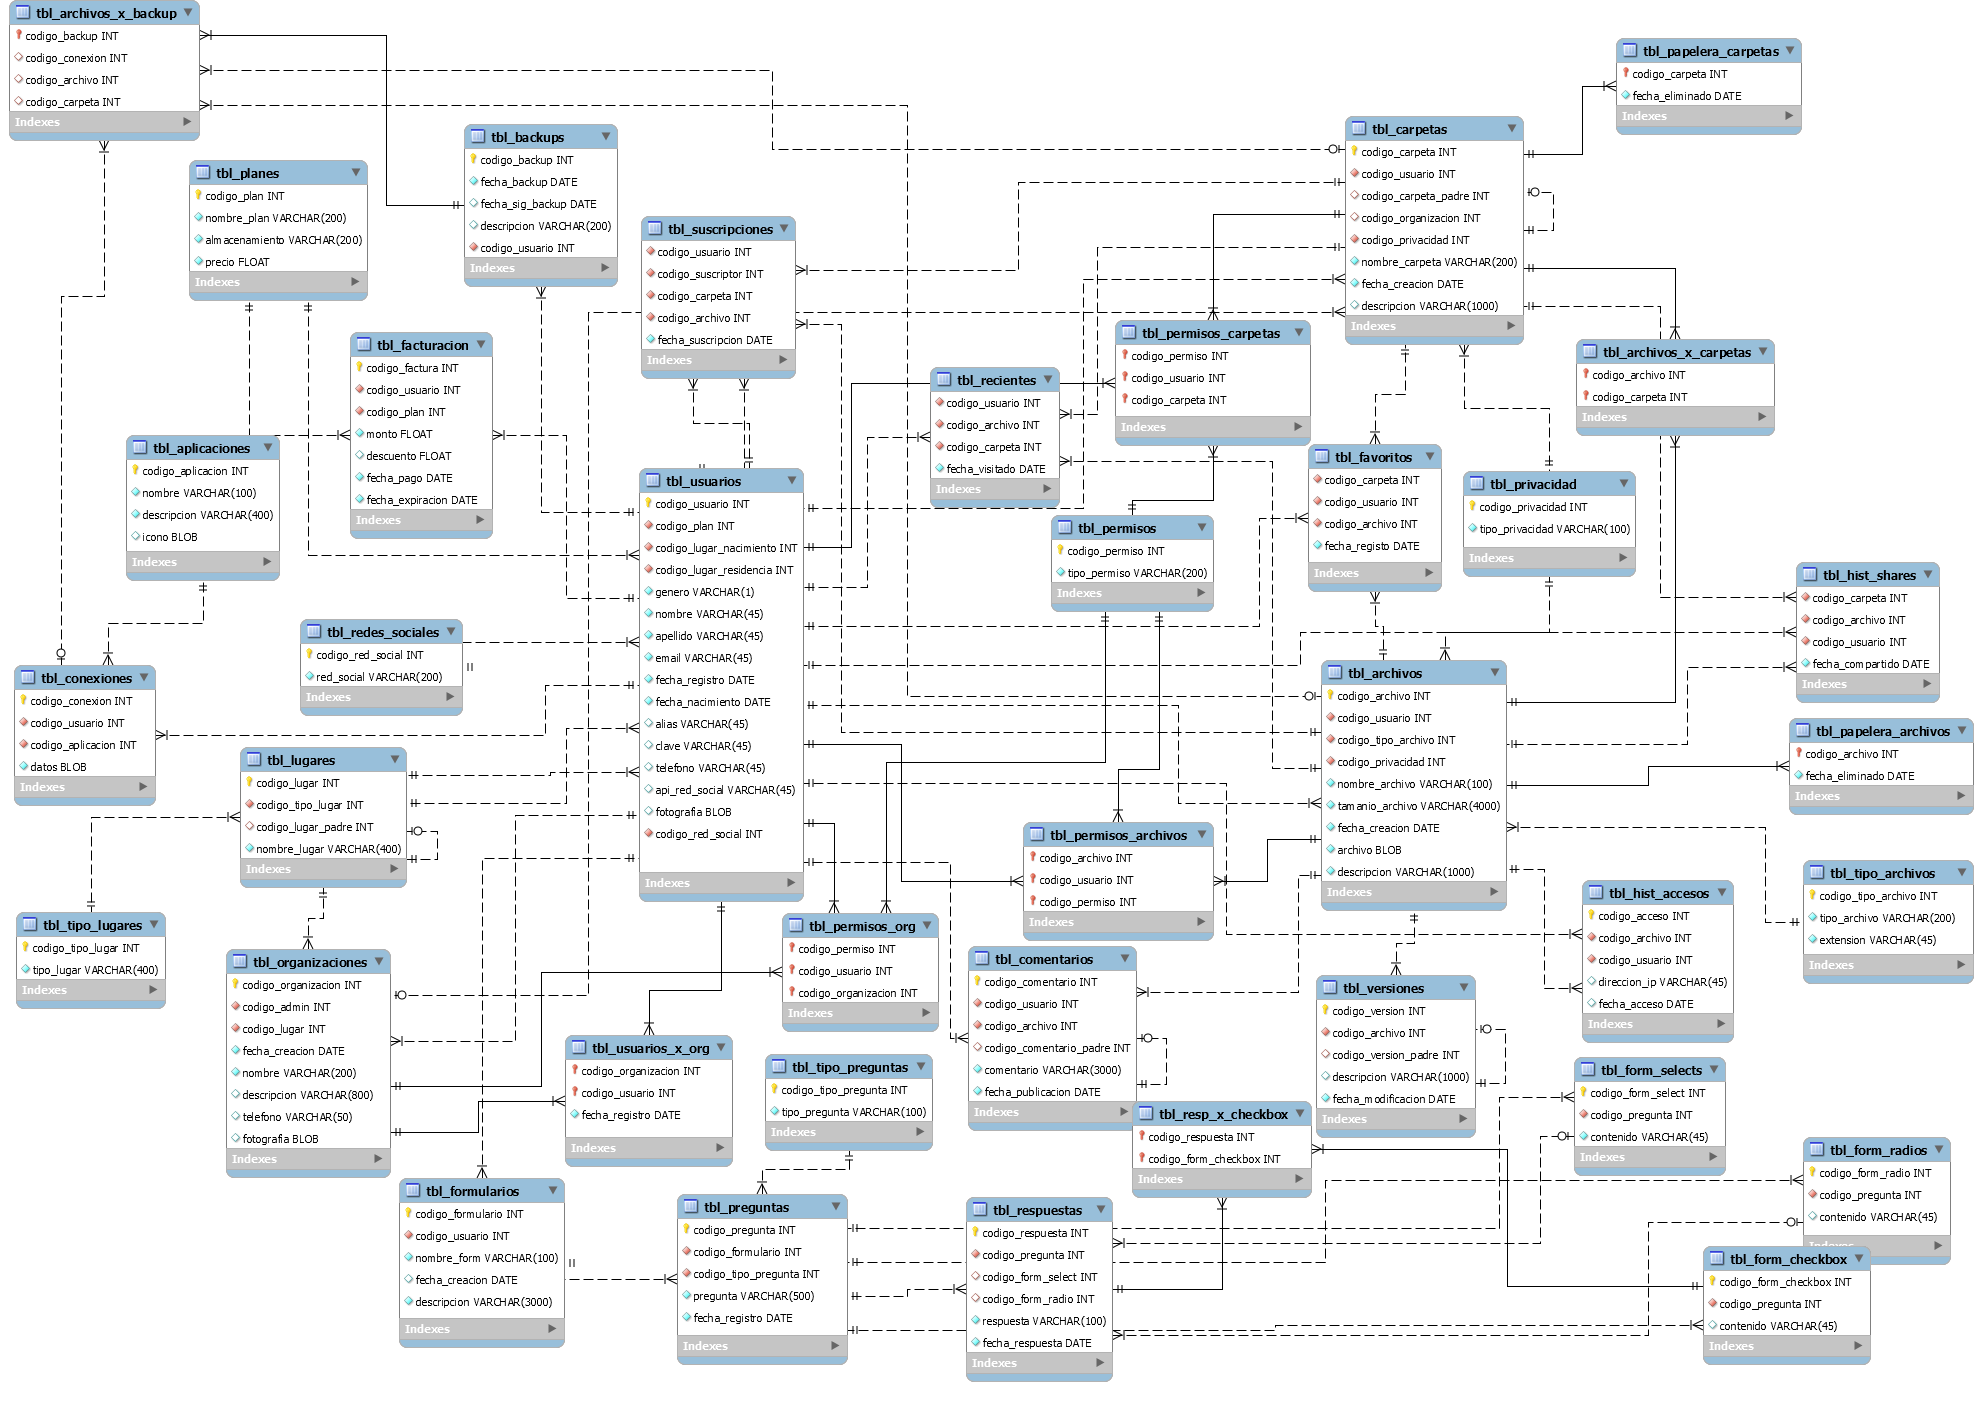 tbl_archivos_x_backup
codigo_backup INT
codigo_conexion INT
codigo_archivo INT
codigo_carpeta INT
Indexes
tbl_papelera_carpetas
codigo_carpeta INT
fecha_eliminado DATE
Indexes
tbl_backups
codigo_backup INT
fecha_backup DATE
fecha_sig_backup DATE
descripcion VARCHAR(200)
codigo_usuario INT
Indexes
tbl_carpetas
codigo_carpeta INT
codigo_usuario INT
codigo_carpeta_padre INT
codigo_organizacion INT
codigo_privacidad INT
nombre_carpeta VARCHAR(200)
fecha_creacion DATE
descripcion VARCHAR(1000)
Indexes
tbl_planes
codigo_plan INT
nombre_plan VARCHAR(200)
almacenamiento VARCHAR(200)
precio FLOAT
Indexes
tbl_suscripciones
codigo_usuario INT
codigo_suscriptor INT
codigo_carpeta INT
codigo_archivo INT
fecha_suscripcion DATE
Indexes
tbl_facturacion
codigo_factura INT
codigo_usuario INT
codigo_plan INT
monto FLOAT
descuento FLOAT
fecha_pago DATE
fecha_expiracion DATE
Indexes
tbl_permisos_carpetas
codigo_permiso INT
codigo_usuario INT
codigo_carpeta INT
Indexes
tbl_archivos_x_carpetas
codigo_archivo INT
codigo_carpeta INT
Indexes
tbl_recientes
codigo_usuario INT
codigo_archivo INT
codigo_carpeta INT
fecha_visitado DATE
Indexes
tbl_aplicaciones
codigo_aplicacion INT
nombre VARCHAR(100)
descripcion VARCHAR(400)
icono BLOB
Indexes
tbl_favoritos
codigo_carpeta INT
codigo_usuario INT
codigo_archivo INT
fecha_registo DATE
Indexes
tbl_privacidad
codigo_privacidad INT
tipo_privacidad VARCHAR(100)
Indexes
tbl_usuarios
codigo_usuario INT
codigo_plan INT
codigo_lugar_nacimiento INT
codigo_lugar_residencia INT
genero VARCHAR(1)
nombre VARCHAR(45)
apellido VARCHAR(45)
email VARCHAR(45)
fecha_registro DATE
fecha_nacimiento DATE
alias VARCHAR(45)
clave VARCHAR(45)
telefono VARCHAR(45)
api_red_social VARCHAR(45)
fotografia BLOB
codigo_red_social INT
Indexes
tbl_permisos
codigo_permiso INT
tipo_permiso VARCHAR(200)
Indexes
tbl_hist_shares
codigo_carpeta INT
codigo_archivo INT
codigo_usuario INT
fecha_compartido DATE
Indexes
tbl_redes_sociales
codigo_red_social INT
red_social VARCHAR(200)
Indexes
tbl_conexiones
codigo_conexion INT
codigo_usuario INT
codigo_aplicacion INT
datos BLOB
Indexes
tbl_archivos
codigo_archivo INT
codigo_usuario INT
codigo_tipo_archivo INT
codigo_privacidad INT
nombre_archivo VARCHAR(100)
tamanio_archivo VARCHAR(4000)
fecha_creacion DATE
archivo BLOB
descripcion VARCHAR(1000)
Indexes
tbl_papelera_archivos
codigo_archivo INT
fecha_eliminado DATE
Indexes
tbl_lugares
codigo_lugar INT
codigo_tipo_lugar INT
codigo_lugar_padre INT
nombre_lugar VARCHAR(400)
Indexes
tbl_permisos_archivos
codigo_archivo INT
codigo_usuario INT
codigo_permiso INT
Indexes
tbl_tipo_archivos
codigo_tipo_archivo INT
tipo_archivo VARCHAR(200)
extension VARCHAR(45)
Indexes
tbl_hist_accesos
codigo_acceso INT
codigo_archivo INT
codigo_usuario INT
direccion_ip VARCHAR(45)
fecha_acceso DATE
Indexes
tbl_tipo_lugares
codigo_tipo_lugar INT
tipo_lugar VARCHAR(400)
Indexes
tbl_permisos_org
codigo_permiso INT
codigo_usuario INT
codigo_organizacion INT
Indexes
tbl_organizaciones
codigo_organizacion INT
codigo_admin INT
codigo_lugar INT
fecha_creacion DATE
nombre VARCHAR(200)
descripcion VARCHAR(800)
telefono VARCHAR(50)
fotografia BLOB
Indexes
tbl_comentarios
codigo_comentario INT
codigo_usuario INT
codigo_archivo INT
codigo_comentario_padre INT
comentario VARCHAR(3000)
fecha_publicacion DATE
Indexes
tbl_versiones
codigo_version INT
codigo_archivo INT
codigo_version_padre INT
descripcion VARCHAR(1000)
fecha_modificacion DATE
Indexes
tbl_usuarios_x_org
codigo_organizacion INT
codigo_usuario INT
fecha_registro DATE
Indexes
tbl_tipo_preguntas
codigo_tipo_pregunta INT
tipo_pregunta VARCHAR(100)
Indexes
tbl_form_selects
codigo_form_select INT
codigo_pregunta INT
contenido VARCHAR(45)
Indexes
tbl_resp_x_checkbox
codigo_respuesta INT
codigo_form_checkbox INT
Indexes
tbl_form_radios
codigo_form_radio INT
codigo_pregunta INT
contenido VARCHAR(45)
Indexes
tbl_formularios
codigo_formulario INT
codigo_usuario INT
nombre_form VARCHAR(100)
fecha_creacion DATE
descripcion VARCHAR(3000)
Indexes
tbl_preguntas
codigo_pregunta INT
codigo_formulario INT
codigo_tipo_pregunta INT
pregunta VARCHAR(500)
fecha_registro DATE
Indexes
tbl_respuestas
codigo_respuesta INT
codigo_pregunta INT
codigo_form_select INT
codigo_form_radio INT
respuesta VARCHAR(100)
fecha_respuesta DATE
Indexes
tbl_form_checkbox
codigo_form_checkbox INT
codigo_pregunta INT
contenido VARCHAR(45)
Indexes